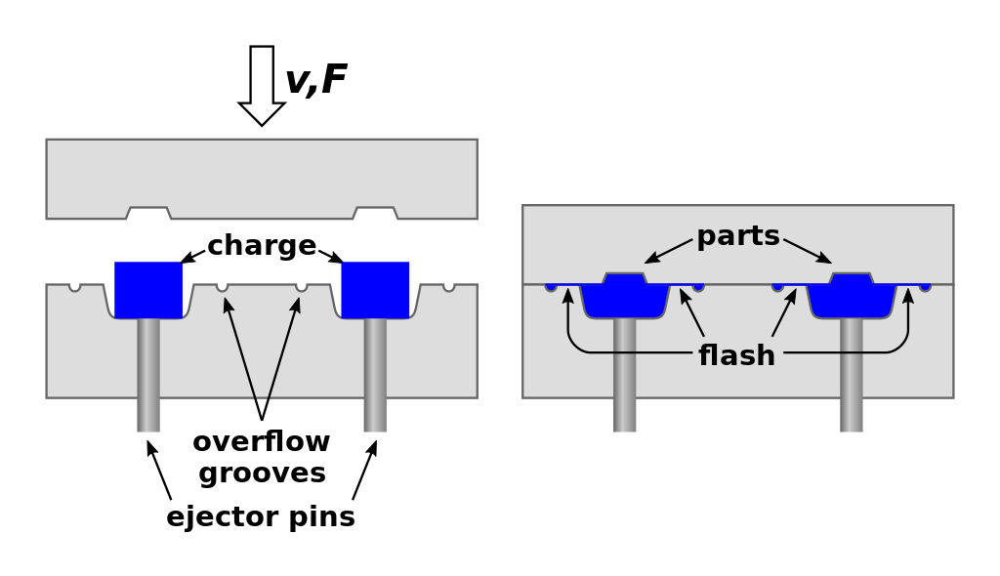 v,F
charge
overflow
grooves
ejector pins
parts
flash